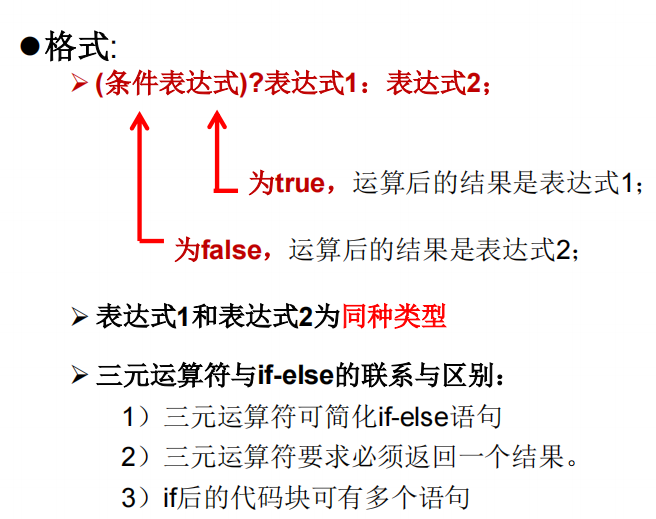 ●格式:
➢(条件表达式)?表达式1：表达式2；
为true，运算后的结果是表达式1；
为false，运算后的结果是表达式2；
➢表达式1和表达式2为同种类型
➢三元运算符与if-else的联系与区别：
1）三元运算符可简化if-else语句
2）三元运算符要求必须返回一个结果。
3）if后的代码块可有多个语句